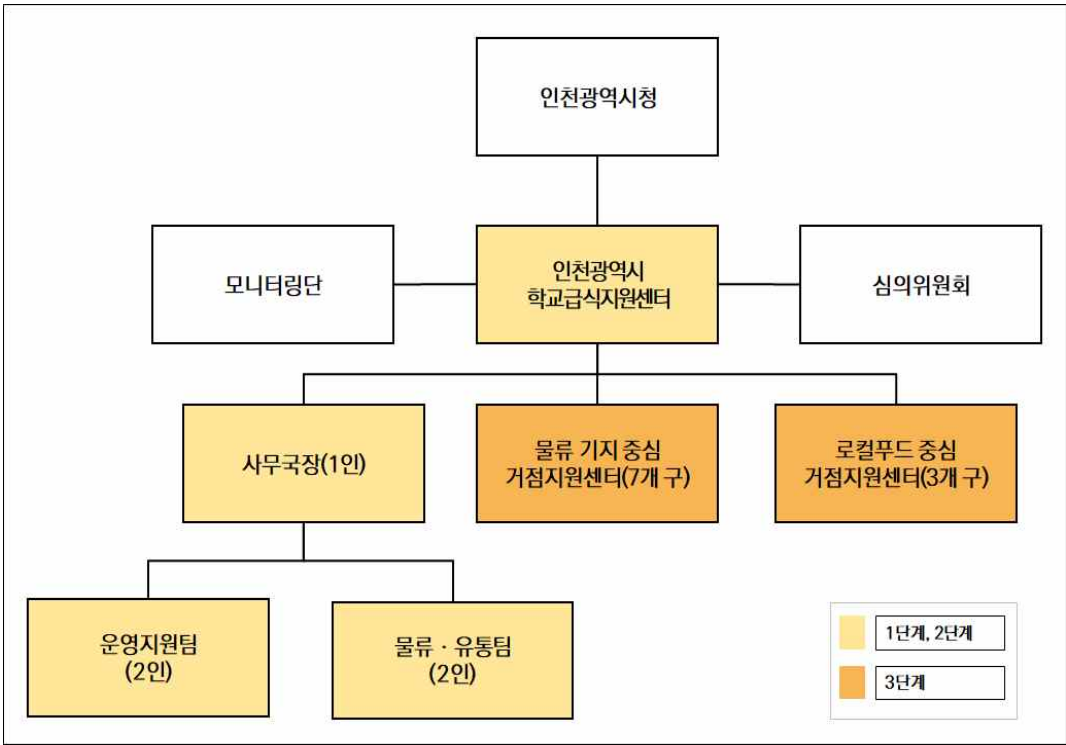 인천광역시청
모니터링단
인천광역시
학교급식지원센터
심의위원회
사무국장(1인)
물류 기지 중심
거점지원센터(7개 구)
로컬푸드 중심
거점지원센터(3개 구)
운영지원팀
(2인)
물류 · 유통팀
(2인)
1단계, 2단계
3단계